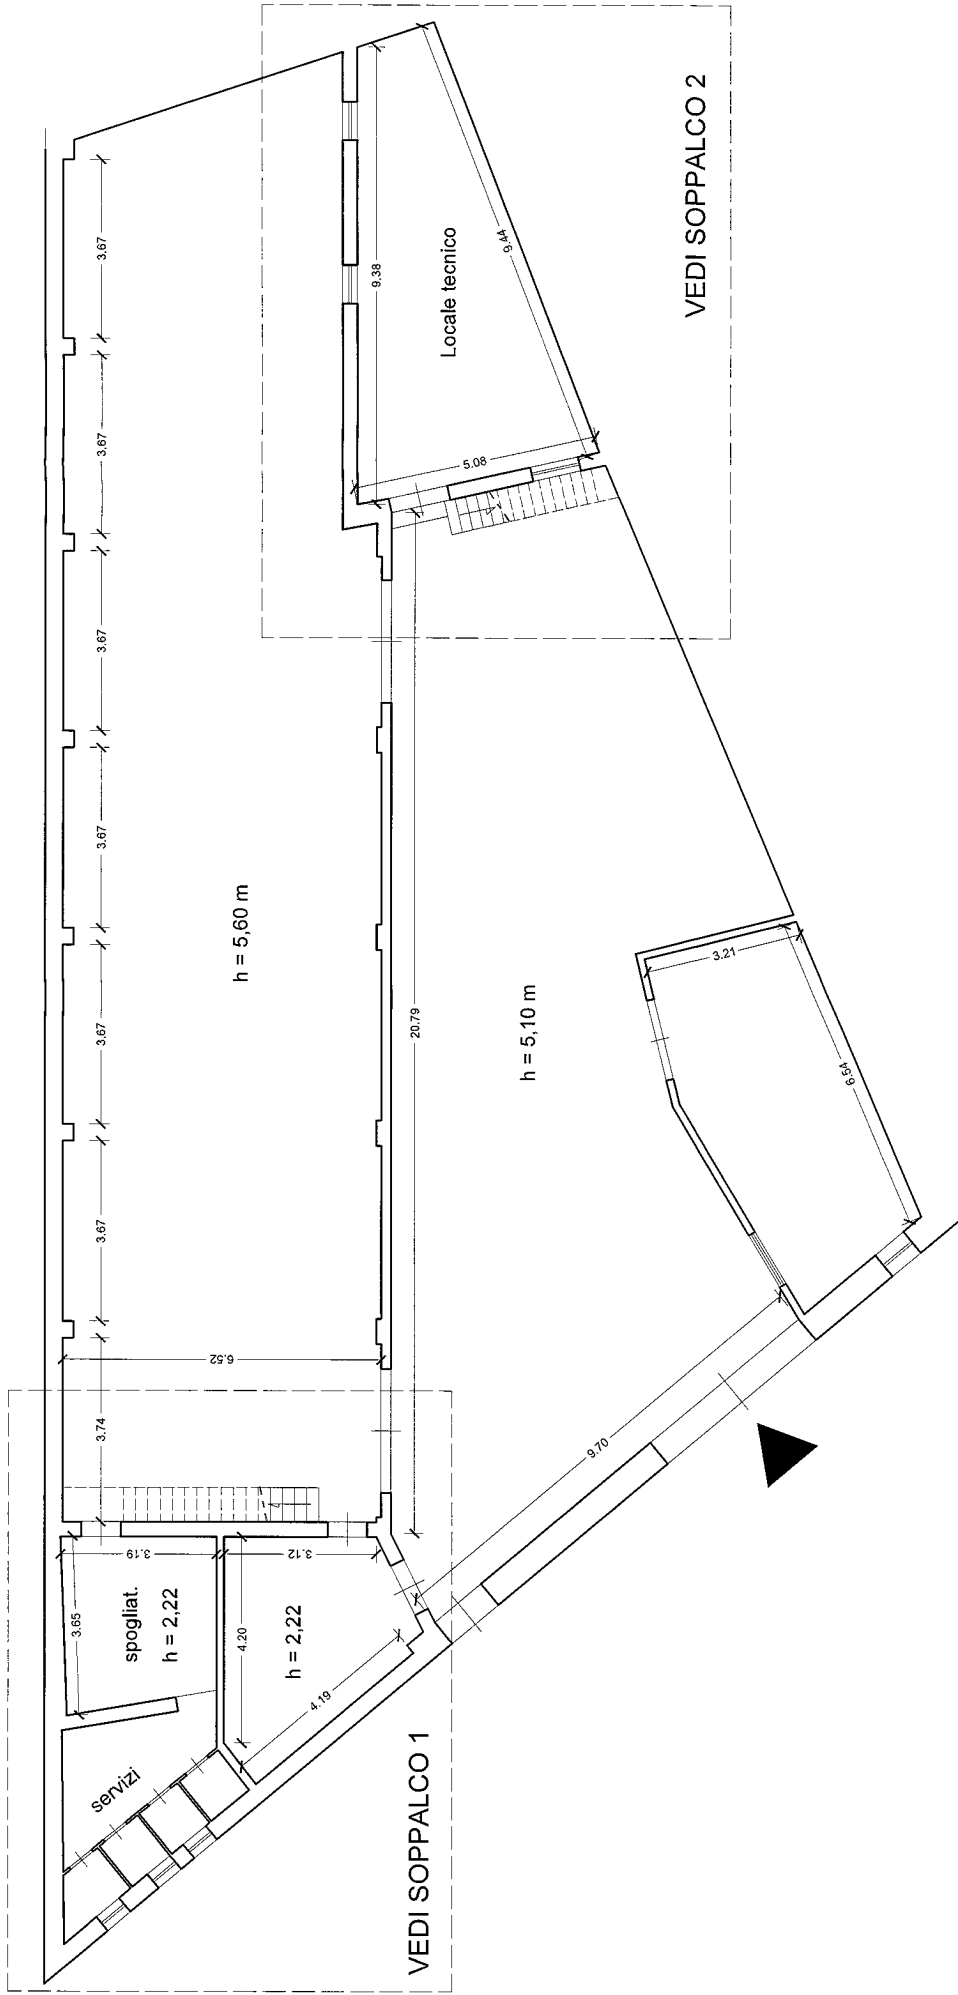 3.67
3.67
3.67
3.67
3.67
3.67
3.74
6.52
h = 5,60 m
9.38
Locale tecnico
9.44
5.08
VEDI SOPPALCO 2
20.79
h = 5,10 m
3.21
6.54
9.70
3.19
3.12
3.65
spogliat.
h = 2,22
4.20
h = 2,22
4.19
servizi
VEDI SOPPALCO 1